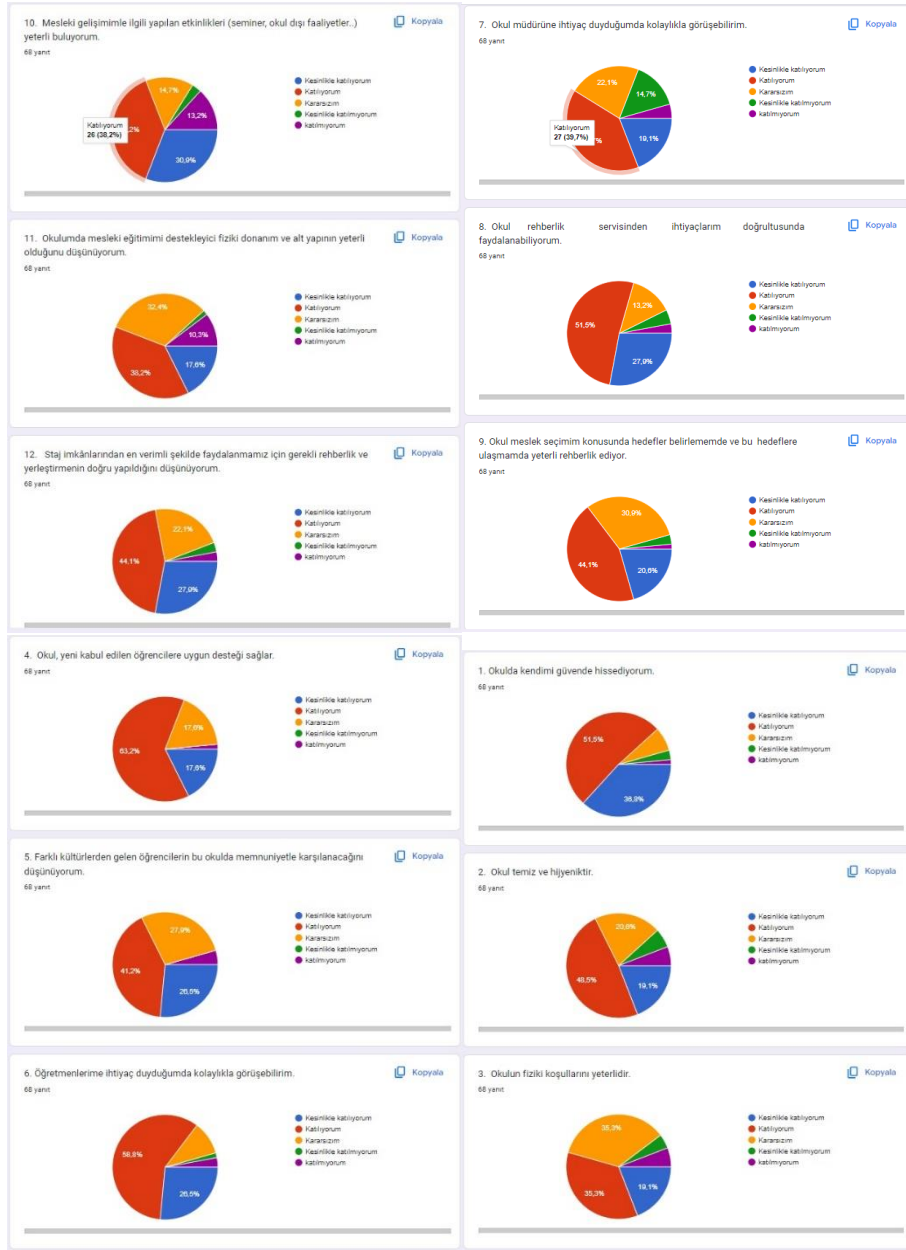 10. Mesleki gelişimimle ilgili yapılan etkinlikleri (seminer, okul dışı faaliyetler..)
yeterli buluyorum.
Kopyala
68 yanıt
Kesinlikle katılıyorum
Katılıyorum
Kararsızım
Kesinlikle katılmıyorum
katılmıyorum
14,7%
13,2%
30,9%
Katılıyorum
26 (38,2%)
7. Okul müdürüne ihtiyaç duyduğumda kolaylıkla görüşebilirim.
Kopyala
68 yanıt
Kesinlikle katılıyorum
Katılıyorum
Kararsızım
Kesinlikle katılmıyorum
katılmıyorum
22,1%
14,7%
19,1%
Katılıyorum
27 (39,7%)
11. Okulumda mesleki eğitimimi destekleyici fiziki donanım ve alt yapının yeterli
olduğunu düşünüyorum.
Kopyala
68 yanıt
Kesinlikle katılıyorum
Katılıyorum
Kararsızım
Kesinlikle katılmıyorum
katılmıyorum
32,4%
10,3%
17,6%
38,2%
8. Okul rehberlik servisinden ihtiyaçlarım doğrultusunda
faydalanabiliyorum.
Kopyala
68 yanıt
Kesinlikle katılıyorum
Katılıyorum
Kararsızım
Kesinlikle katılmıyorum
katılmıyorum
13,2%
51,5%
27,9%
12. Staj imkânlarından en verimli şekilde faydalanmamız için gerekli rehberlik ve
yerleştirmenin doğru yapıldığını düşünüyorum.
Kopyala
68 yanıt
Kesinlikle katılıyorum
Katılıyorum
Kararsızım
Kesinlikle katılmıyorum
katılmıyorum
22,1%
44,1%
27,9%
9. Okul meslek seçimim konusunda hedefler belirlememde ve bu hedeflere
ulaşmamda yeterli rehberlik ediyor.
Kopyala
68 yanıt
Kesinlikle katılıyorum
Katılıyorum
Kararsızım
Kesinlikle katılmıyorum
katılmıyorum
30,9%
44,1%
20,6%
4. Okul, yeni kabul edilen öğrencilere uygun desteği sağlar.
Kopyala
68 yanıt
Kesinlikle katılıyorum
Katılıyorum
Kararsızım
Kesinlikle katılmıyorum
katılmıyorum
17,6%
63,2%
17,6%
1. Okulda kendimi güvende hissediyorum.
Kopyala
68 yanıt
Kesinlikle katılıyorum
Katılıyorum
Kararsızım
Kesinlikle katılmıyorum
katılmıyorum
51,5%
36,8%
5. Farklı kültürlerden gelen öğrencilerin bu okulda memnuniyetle karşılanacağını
düşünüyorum.
Kopyala
68 yanıt
Kesinlikle katılıyorum
Katılıyorum
Kararsızım
Kesinlikle katılmıyorum
katılmıyorum
27,9%
41,2%
26,5%
2. Okul temiz ve hijyeniktir.
Kopyala
68 yanıt
Kesinlikle katılıyorum
Katılıyorum
Kararsızım
Kesinlikle katılmıyorum
katılmıyorum
20,6%
48,5%
19,1%
6. Öğretmenlerime ihtiyaç duyduğumda kolaylıkla görüşebilirim.
Kopyala
68 yanıt
Kesinlikle katılıyorum
Katılıyorum
Kararsızım
Kesinlikle katılmıyorum
katılmıyorum
58,8%
26,5%
3. Okulun fiziki koşullarını yeterlidir.
Kopyala
68 yanıt
Kesinlikle katılıyorum
Katılıyorum
Kararsızım
Kesinlikle katılmıyorum
katılmıyorum
35,3%
35,3%
19,1%